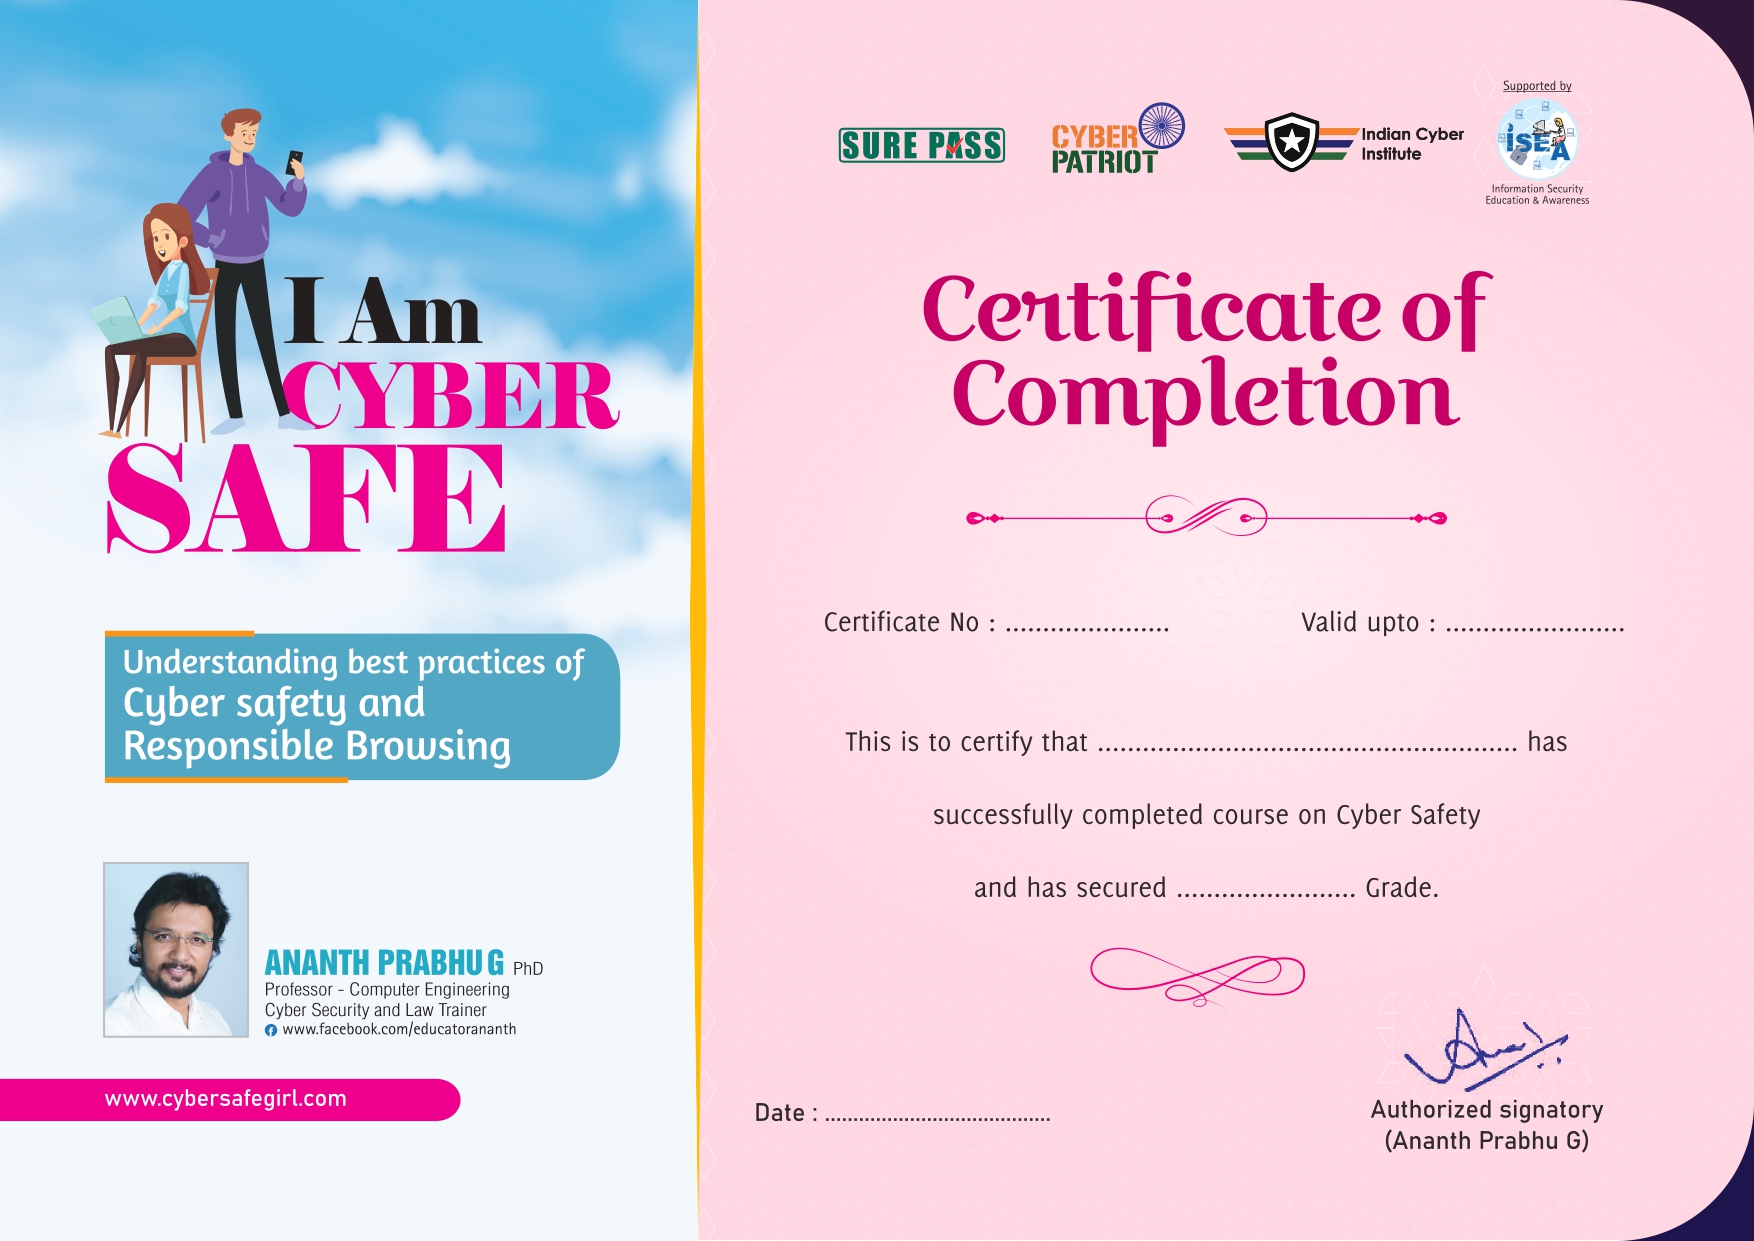 I Am
CYBER
SAFE
Understanding best practices of
Cyber safety and
Responsible Browsing
ANANTH PRABHU G PhD
Professor - Computer Engineering
Cyber Security and Law Trainer
www.facebook.com/educatorananth
www.cybersafegirl.com
SURE PASS
CYBER
PATRIOT
Indian Cyber
Institute
Supported by
iSEA
Information Security
Education & Awareness
Certificate of
Completion
Certificate No : ...................... Valid upto : ........................
This is to certify that ........................................................ has
successfully completed course on Cyber Safety
and has secured ........................ Grade.
Date : ........................................
Authorized signatory
(Ananth Prabhu G)